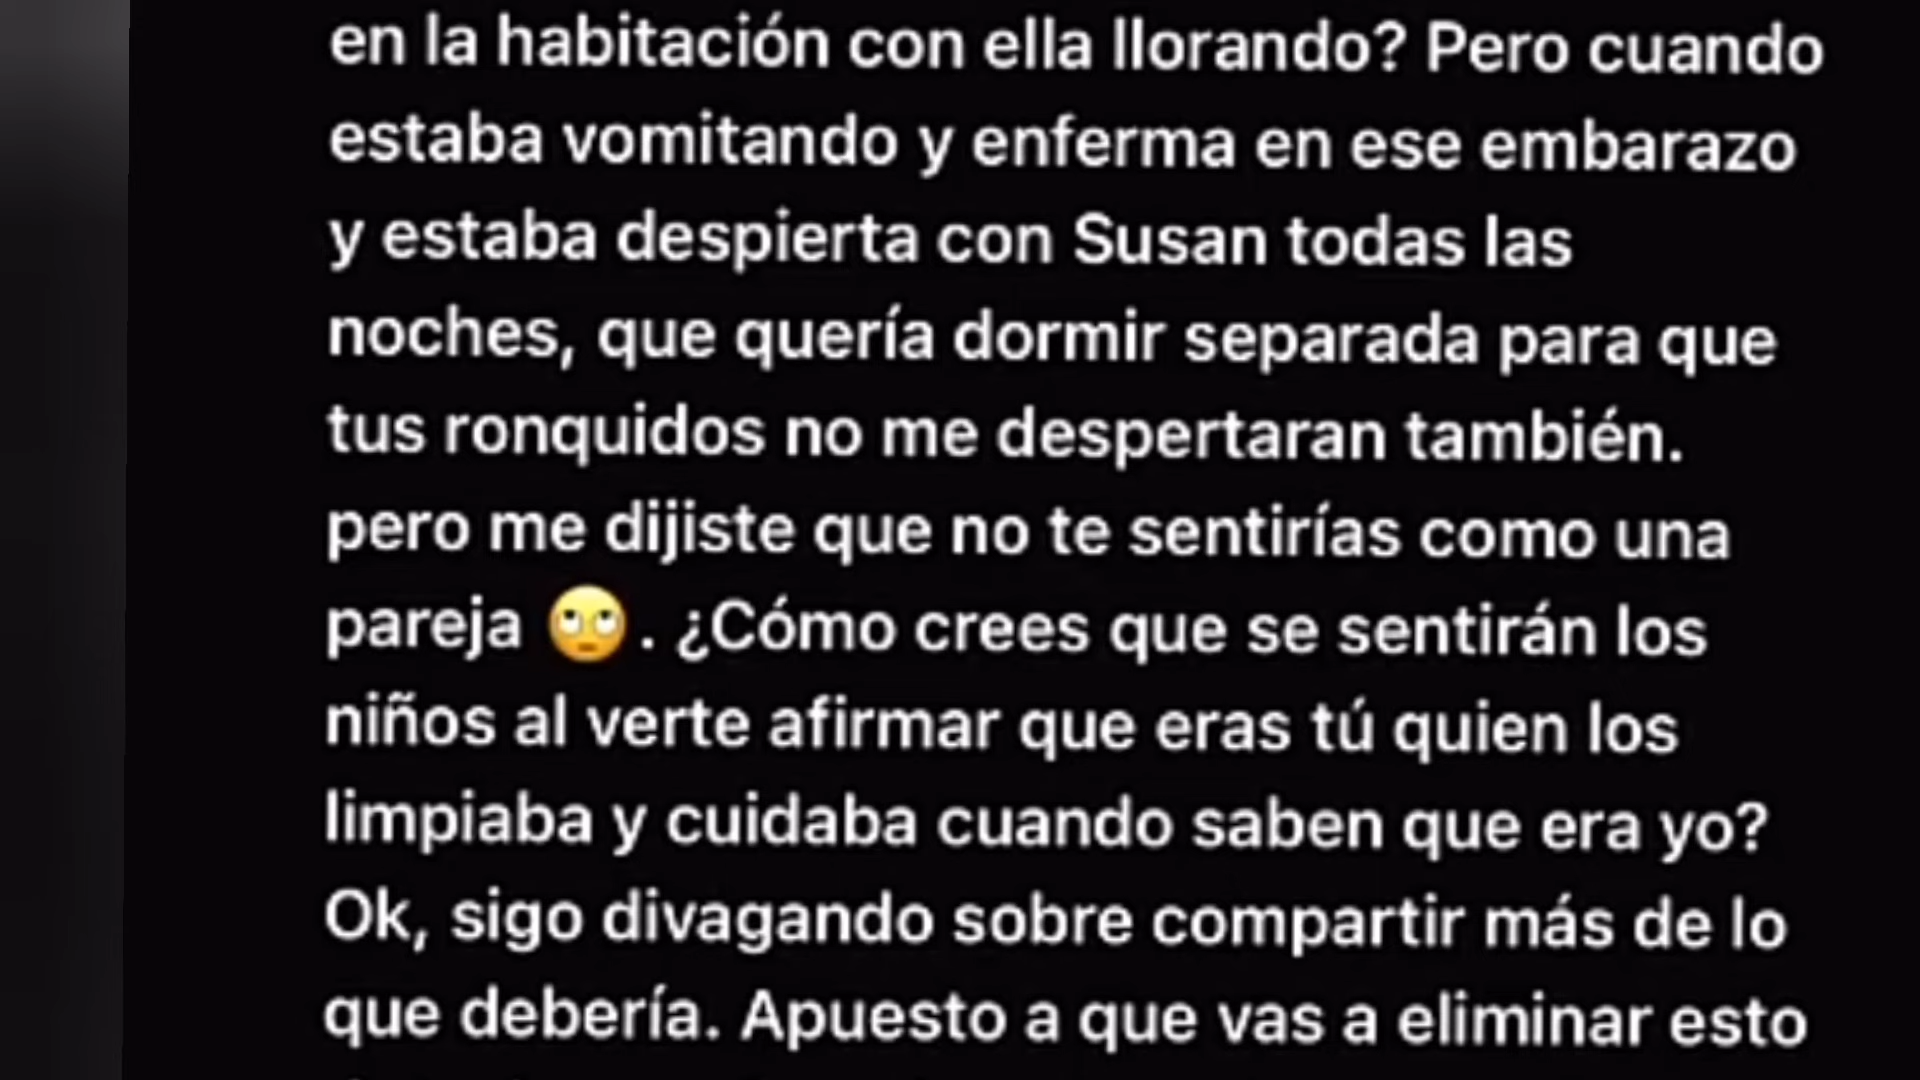 en la habitación con ella llorando? Pero cuando
estaba vomitando y enferma en ese embarazo
y estaba despierta con Susan todas las
noches, que quería dormir separada para que
tus ronquidos no me despertaran también.
pero me dijiste que no te sentirías como una
pareja 🙄. ¿Cómo crees que se sentirán los
niños al verte afirmar que eras tú quien los
limpiaba y cuidaba cuando saben que era yo?
Ok, sigo divagando sobre compartir más de lo
que debería. Apuesto a que vas a eliminar esto